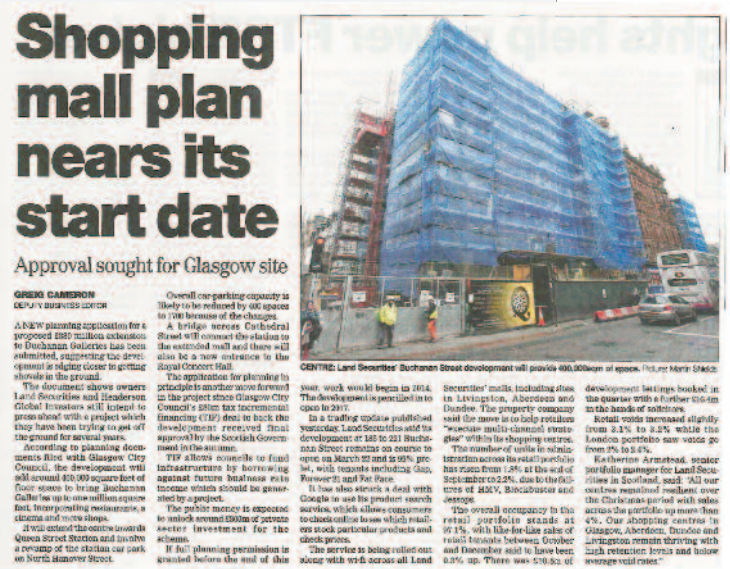 Shopping
mall plan
nears its
start date
Approval sought for Glasgow site
GREIG CAMERON
DEPUTY BUSINESS EDITOR
A NEW planning application for a
proposed £380 million extension
to Buchanan Galleries has been
submitted, suggesting the devel-
opment is edging closer to getting
shovels in the ground.
The document shows owners
Land Securities and Henderson
Global Investors still intend to
press ahead with a project which
they have been trying to get off
the ground for several years.
According to planning docu-
ments filed with Glasgow City
Council, the development will
add around 400,000 square feet of
floor space to bring Buchanan
Galleries up to one million square
feet, incorporating restaurants, a
cinema and more shops.
It will extend the centre towards
Queen Street Station and involve
a revamp of the station car park
on North Hanover Street.
Overall car-parking capacity is
likely to be reduced by 400 spaces
to 1700 because of the changes.
A bridge across Cathedral
Street will connect the station to
the extended mall and there will
also be a new entrance to the
Royal Concert Hall.
The application for planning in
principle is another move forward
in the project since Glasgow City
Council's £80m tax incremental
financing (TIF) deal to back the
development received final
approval by the Scottish Govern-
ment in the autumn.
TIF allows councils to fund
infrastructure by borrowing
against future business rate
income which should be gener-
ated by a project.
The public money is expected
to unlock around £300m of private
sector investment for the
scheme.
If full planning permission is
granted before the end of this
CENTRE: Land Securities' Buchanan Street development will provide 400,000sqm of space. Picture: Martin Shields
year, work would begin in 2014.
The development is pencilled in to
open in 2017.
In a trading update published
yesterday, Land Securities said its
development at 185 to 221 Bucha-
nan Street remains on course to
open on March 22 and is 95% pre-
let, with tenants including Gap,
Forever 21 and Fat Face.
It has also struck a deal with
Google to use its product search
service, which allows consumers
to check online to see which retail-
ers stock particular products and
check prices.
The service is being rolled out
along with wi-fi across all Land
Securities' malls, including sites
in Livingston, Aberdeen and
Dundee. The property company
said the move is to help retailers
"execute multi-channel strate-
gies" within its shopping centres.
The number of units in admin-
istration across its retail portfolio
has risen from 1.8% at the end of
September to 2.2%, due to the fail-
ures of HMV, Blockbuster and
Jessops.
The overall occupancy in the
retail portfolio stands at
97.1%, with like-for-like sales of
retail tenants between October
and December said to have been
0.3% up. There was £10.5m of
development lettings booked in
the quarter with a further £16.4m
in the hands of solicitors.
Retail voids increased slightly
from 3.1% to 3.2% while the
London portfolio saw voids go
from 2% to 3.4%.
Katherine Armstead, senior
portfolio manager for Land Secu-
rities in Scotland, said: "All our
centres remained resilient over
the Christmas period with sales
across the portfolio up more than
4%. Our shopping centres in
Glasgow, Aberdeen, Dundee and
Livingston remain thriving with
high retention levels and below
average void rates."